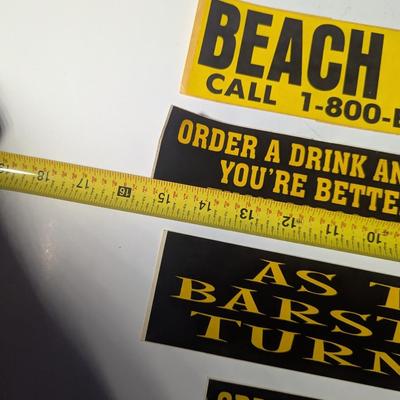 BEACH
CALL 1-800-
ORDER A DRINK AN
YOU'RE BETTE
18 17 16 15 14 13 12 11 10
AS T
BARST
TURN